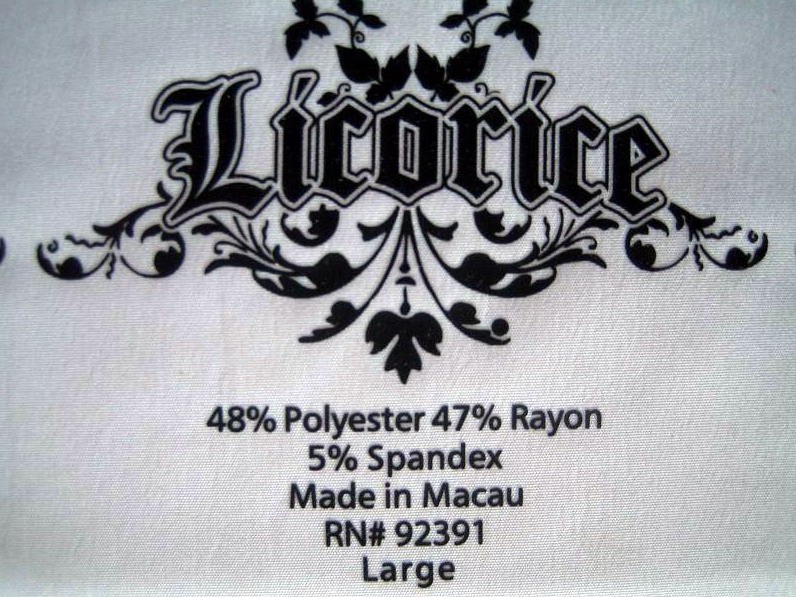 Licorice
48% Polyester 47% Rayon
5% Spandex
Made in Macau
RN# 92391
Large